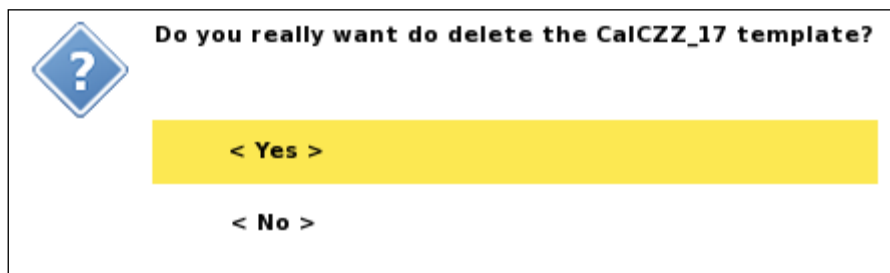 Do you really want do delete the CalCZZ_17 template?
?
< Yes >
< No >